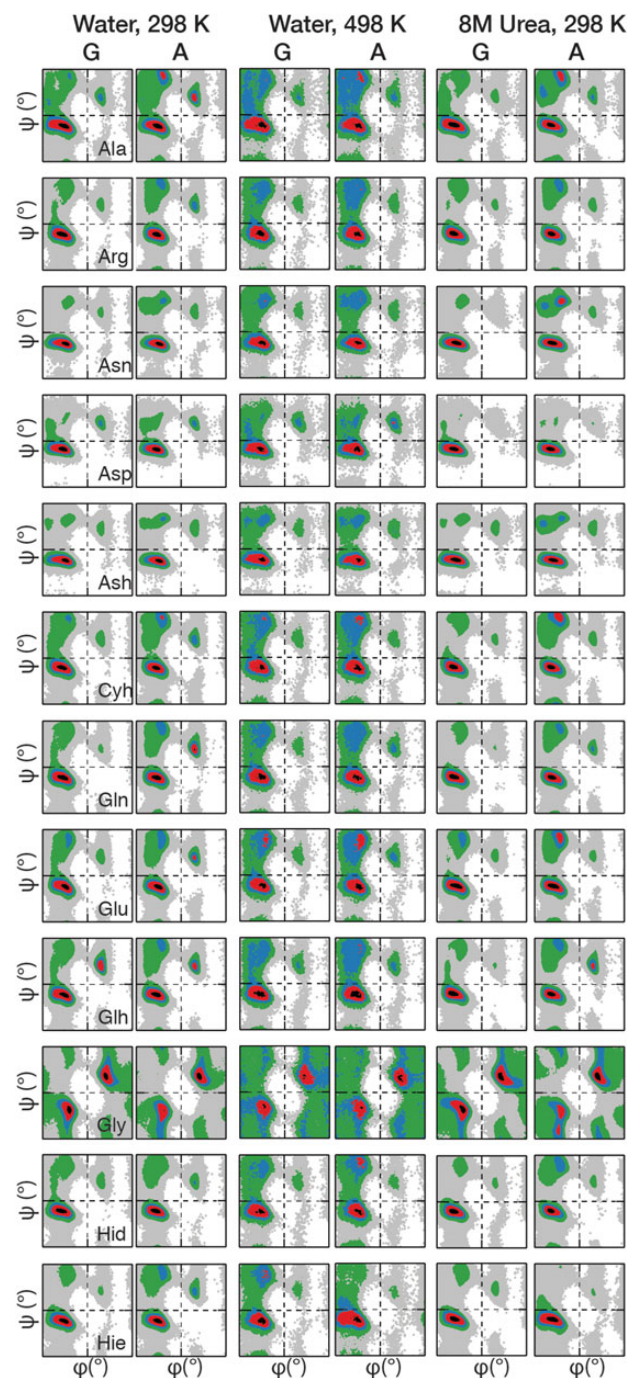 Water, 298 K Water, 498 K 8M Urea, 298 K
G A G A G A
ψ (°) Ala
ψ (°) Arg
ψ (°) Asn
ψ (°) Asp
ψ (°) Ash
ψ (°) Cyh
ψ (°) Gln
ψ (°) Glu
ψ (°) Glh
ψ (°) Gly
ψ (°) Hid
ψ (°) Hie
φ(°) φ(°) φ(°) φ(°) φ(°) φ(°)